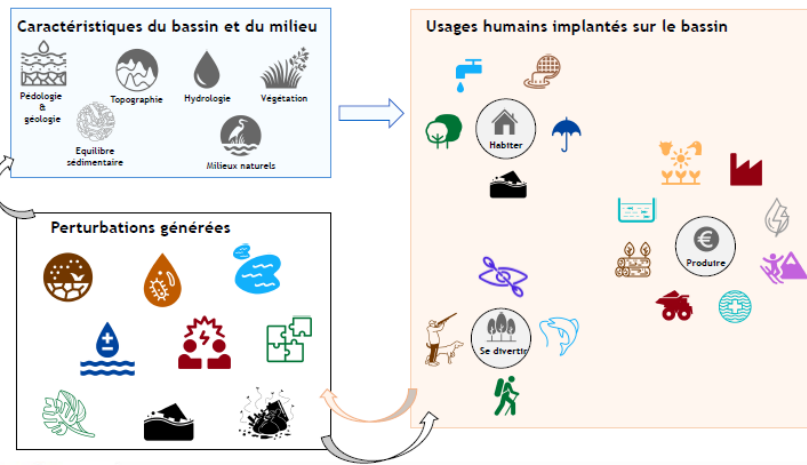 Caractéristiques du bassin et du milieu
Pédologie
&
géologie
Topographie
Hydrologie
Végétation
Equilibre
sédimentaire
Milieux naturels
Usages humains implantés sur le bassin
Habiter
€
Produire
Se divertir
Perturbations générées